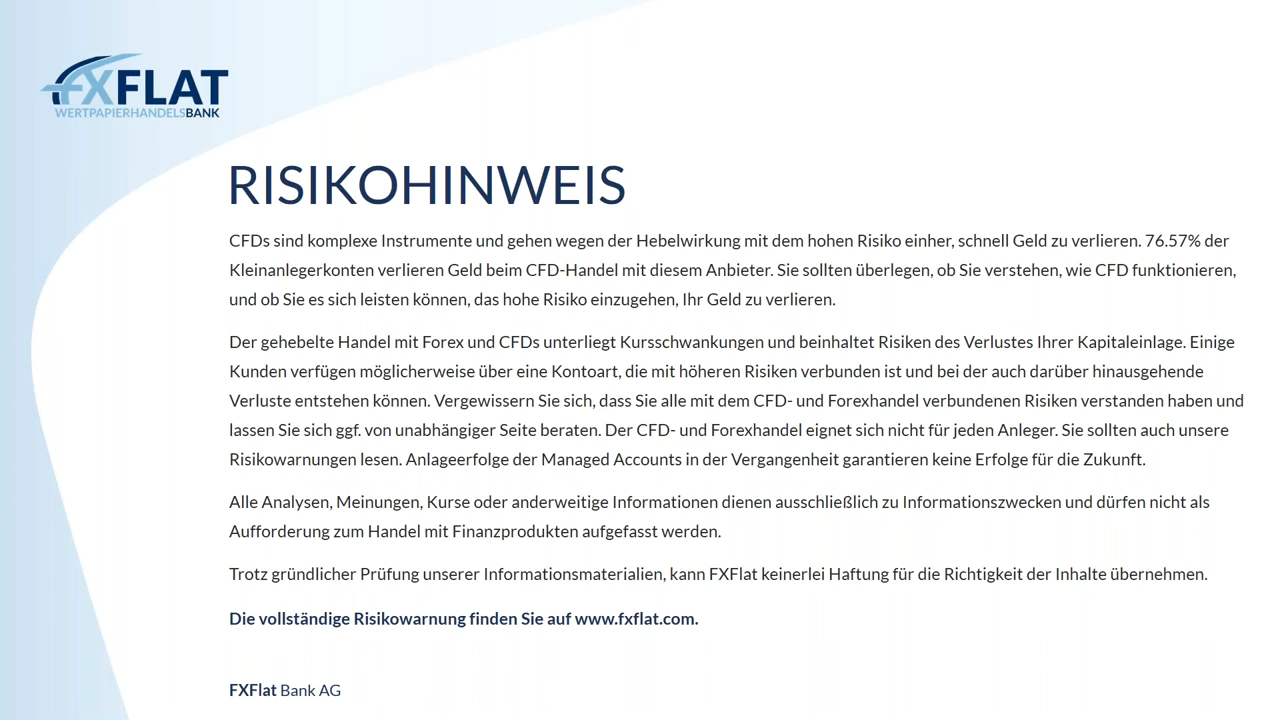 FXFLAT
WERTPAPIERHANDELSBANK
RISIKOHINWEIS
CFDs sind komplexe Instrumente und gehen wegen der Hebelwirkung mit dem hohen Risiko einher, schnell Geld zu verlieren. 76.57% der
Kleinanlegerkonten verlieren Geld beim CFD-Handel mit diesem Anbieter. Sie sollten überlegen, ob Sie verstehen, wie CFD funktionieren,
und ob Sie es sich leisten können, das hohe Risiko einzugehen, Ihr Geld zu verlieren.
Der gehebelte Handel mit Forex und CFDs unterliegt Kursschwankungen und beinhaltet Risiken des Verlustes Ihrer Kapitaleinlage. Einige
Kunden verfügen möglicherweise über eine Kontoart, die mit höheren Risiken verbunden ist und bei der auch darüber hinausgehende
Verluste entstehen können. Vergewissern Sie sich, dass Sie alle mit dem CFD- und Forexhandel verbundenen Risiken verstanden haben und
lassen Sie sich ggf. von unabhängiger Seite beraten. Der CFD- und Forexhandel eignet sich nicht für jeden Anleger. Sie sollten auch unsere
Risikowarnungen lesen. Anlageerfolge der Managed Accounts in der Vergangenheit garantieren keine Erfolge für die Zukunft.
Alle Analysen, Meinungen, Kurse oder anderweitige Informationen dienen ausschließlich zu Informationszwecken und dürfen nicht als
Aufforderung zum Handel mit Finanzprodukten aufgefasst werden.
Trotz gründlicher Prüfung unserer Informationsmaterialien, kann FXFlat keinerlei Haftung für die Richtigkeit der Inhalte übernehmen.
Die vollständige Risikowarnung finden Sie auf www.fxflat.com.
FXFlat Bank AG